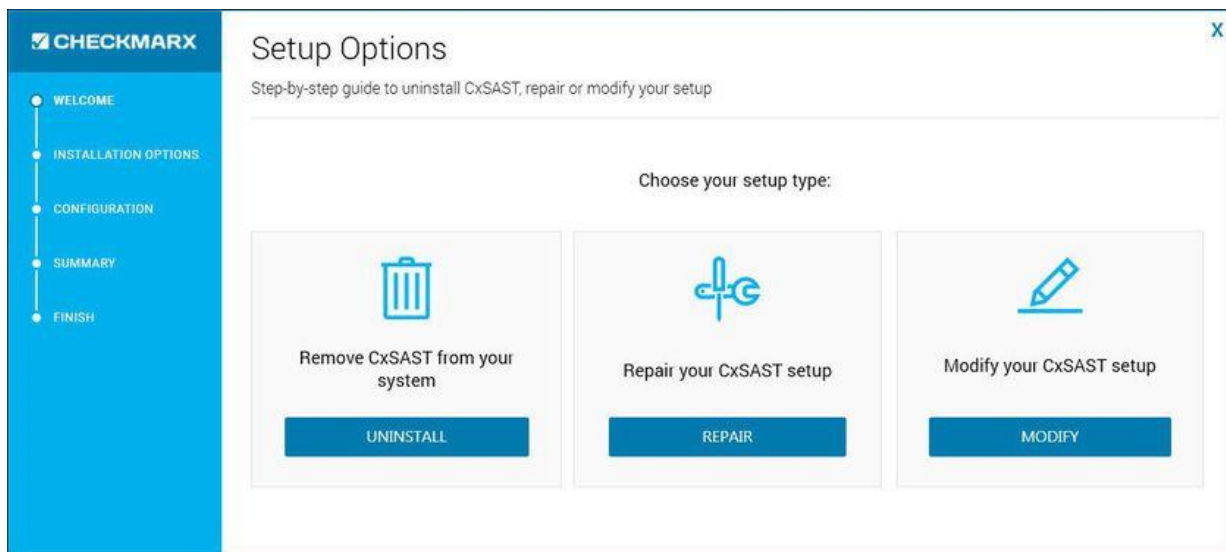 CHECKMARX
WELCOME
INSTALLATION OPTIONS
CONFIGURATION
SUMMARY
FINISH
X
Setup Options
Step-by-step guide to uninstall CxSAST, repair or modify your setup
Choose your setup type:
Remove CxSAST from your
system
UNINSTALL
Repair your CxSAST setup
REPAIR
Modify your CxSAST setup
MODIFY